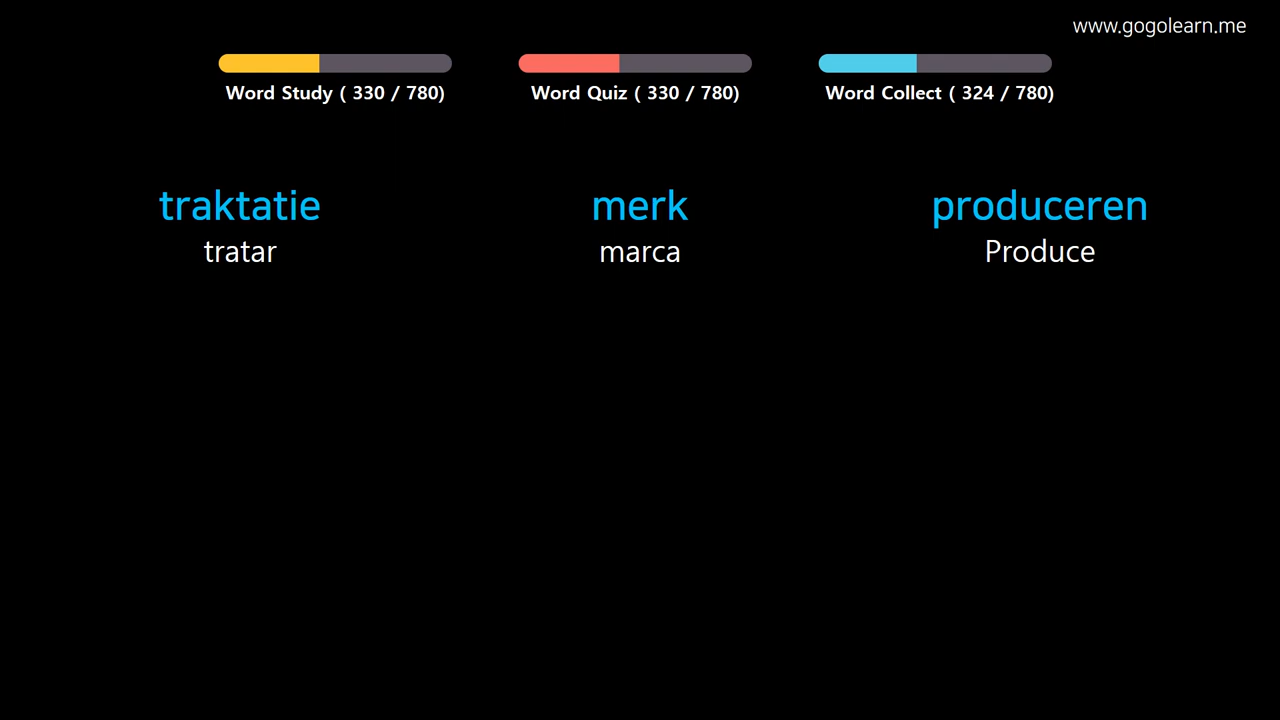 www.gogolearn.me
Word Study ( 330 / 780)
Word Quiz ( 330 / 780)
Word Collect ( 324 / 780)
traktatie
tratar
merk
marca
produceren
Produce